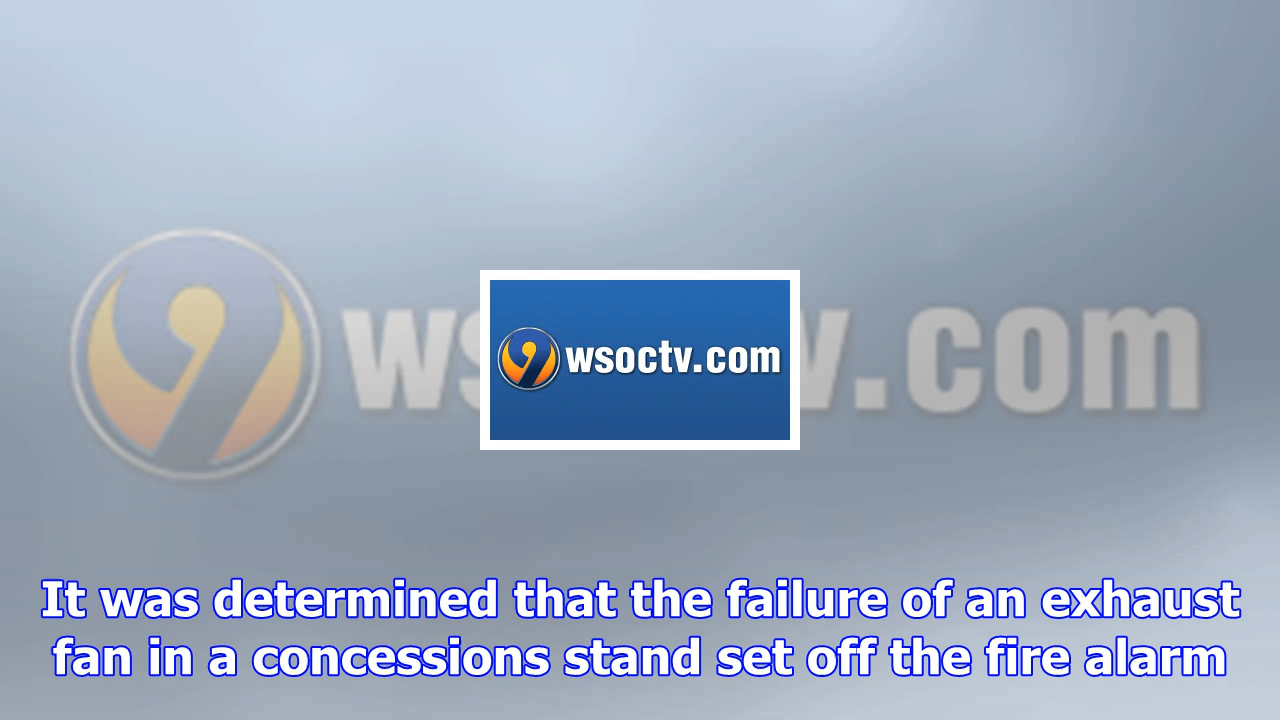 wsoctv.com
It was determined that the failure of an exhaust
fan in a concessions stand set off the fire alarm